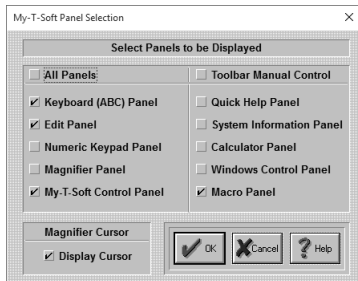 My-T-Soft Panel Selection
Select Panels to be Displayed
All Panels
Toolbar Manual Control
Keyboard (ABC) Panel
Quick Help Panel
Edit Panel
System Information Panel
Numeric Keypad Panel
Calculator Panel
Magnifier Panel
Windows Control Panel
My-T-Soft Control Panel
Macro Panel
Magnifier Cursor
Display Cursor
OK
Cancel
Help